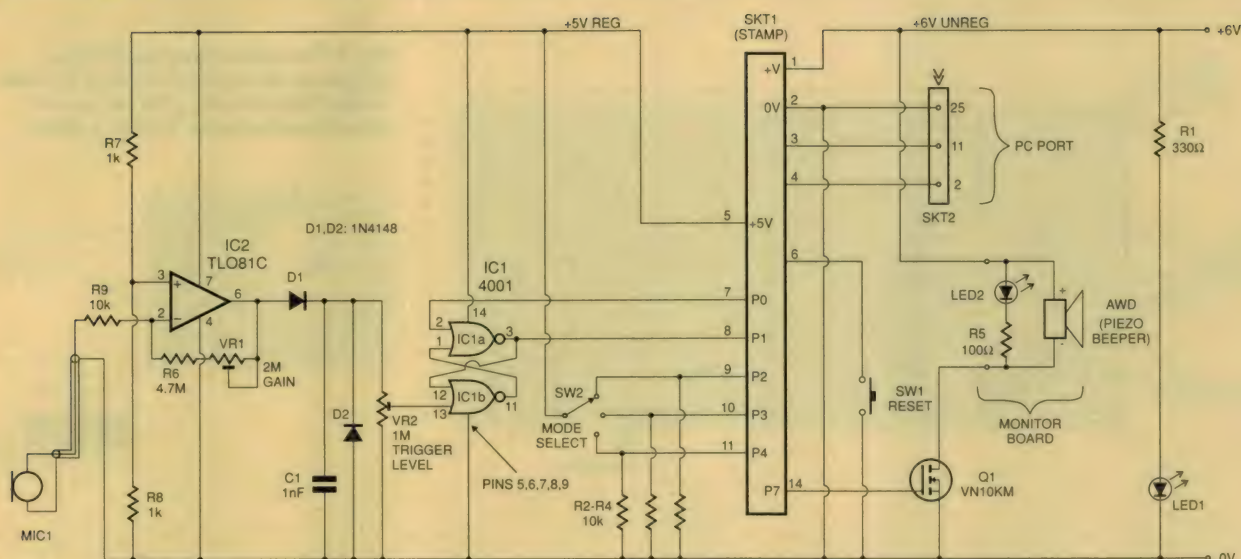 +5V REG
SKT1
(STAMP)
+6V UNREG
+6V
+V
1
0V
2
25
3
11
4
2
PC PORT
SKT2
R1
330Ω
R7
1k
D1,D2: 1N4148
5
+5V
IC2
TLO81C
3
+
7
6
2
–
4
D1
R9
10k
R6
4.7M
VR1
2M
GAIN
IC1
4001
14
2
1
IC1a
3
12
13
IC1b
11
7
P0
8
P1
9
P2
10
P3
11
P4
14
P7
6
SW1
RESET
LED2
R5
100Ω
+
-
AWD
(PIEZO
BEEPER)
MONITOR
BOARD
SW2
MODE
SELECT
D2
VR2
1M
TRIGGER
LEVEL
PINS 5,6,7,8,9
C1
1nF
R2-R4
10k
Q1
VN10KM
LED1
MIC1
R8
1k
0V